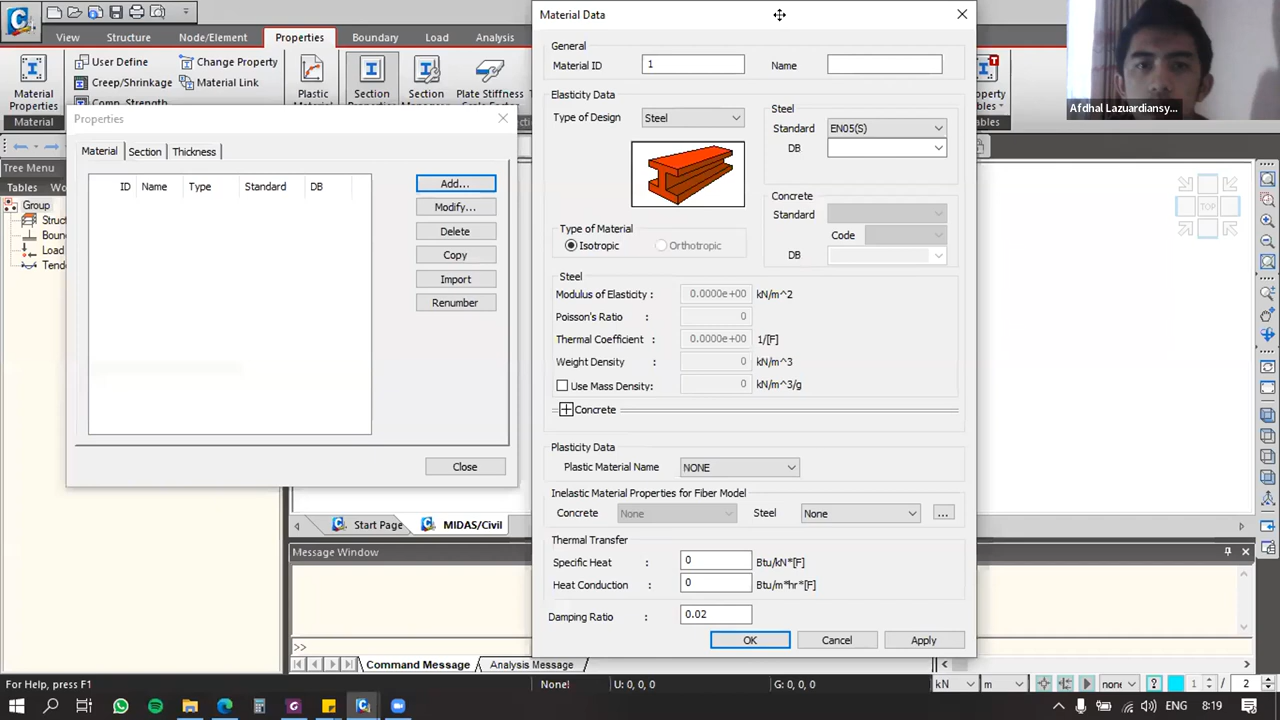 Material Data
View
Structure
Node/Element
Properties
Boundary
Load
Analysis
User Define
Change Property
Creep/Shrinkage
Material Link
Comp. Strength
Material
Properties
Plastic
Material
Section
Section
Plate Stiffness
Material
Tree Menu
Tables
Group
Properties
Material
Section
Thickness
ID Name Type Standard DB
Add...
Modify...
Delete
Copy
Import
Renumber
Close
General
Material ID 1 Name
Elasticity Data
Type of Design Steel
Steel
Standard EN05(S)
DB
Concrete
Standard
Code
DB
Type of Material
Isotropic Orthotropic
Steel
Modulus of Elasticity : 0.0000e+00 kN/m^2
Poisson's Ratio : 0
Thermal Coefficient : 0.0000e+00 1/[F]
Weight Density : 0 kN/m^3
Use Mass Density: 0 kN/m^3/g
Concrete
Plasticity Data
Plastic Material Name NONE
Inelastic Material Properties for Fiber Model
Concrete None Steel None ...
Thermal Transfer
Specific Heat : 0 Btu/kN*[F]
Heat Conduction : 0 Btu/m*hr*[F]
Damping Ratio : 0.02
OK Cancel Apply
Afdhal Lazuardiansy...
TOP
Start Page
MIDAS/Civil
Message Window
>>
Command Message
Analysis Message
For Help, press F1
None!
U: 0, 0, 0
G: 0, 0, 0
kN
m
1
/ 2
ENG
8:19